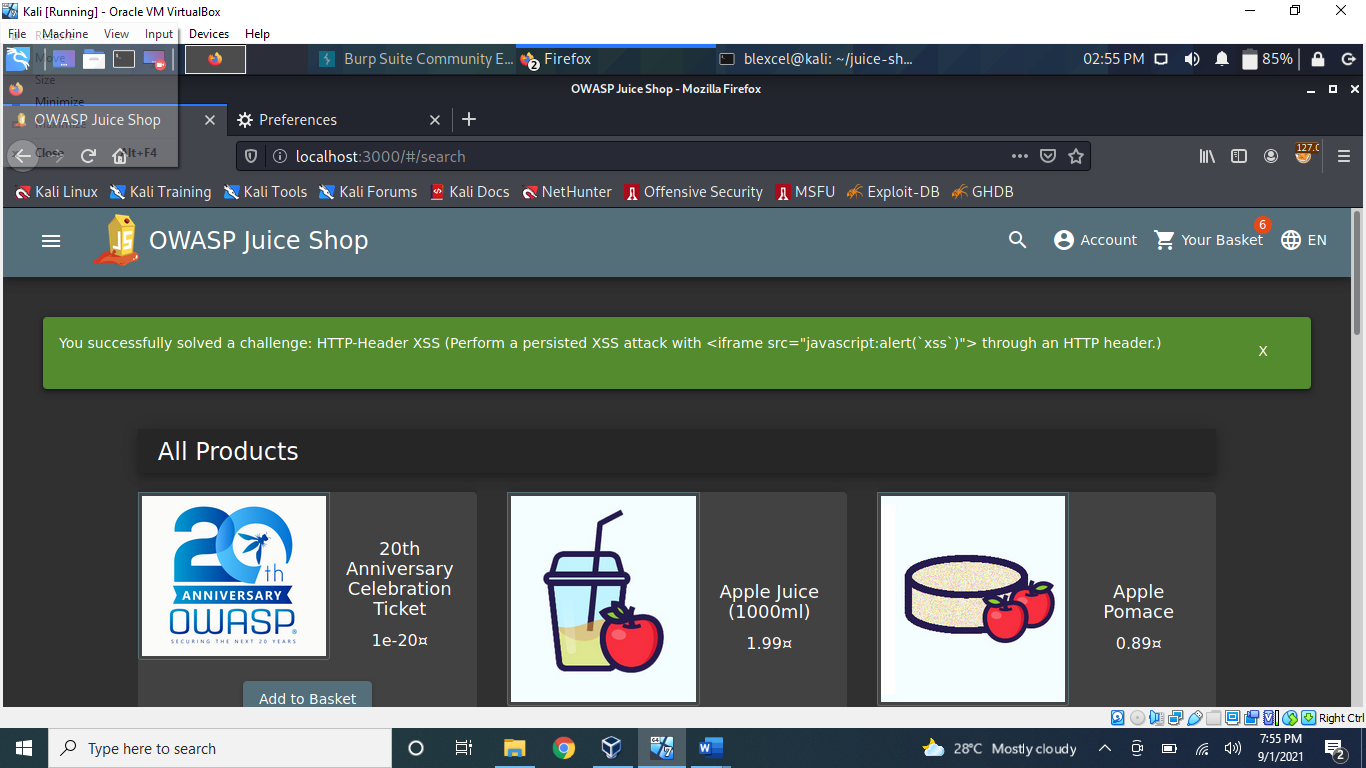 Kali [Running] - Oracle VM VirtualBox
File Machine View Input Devices Help
Move
Size
Minimize
Maximize
Close Alt+F4
Burp Suite Community E... Firefox blexcel@kali: ~/juice-sh... 02:55 PM 85%
2
OWASP Juice Shop - Mozilla Firefox
OWASP Juice Shop Preferences
localhost:3000/#/search
127.0
Kali Linux Kali Training Kali Tools Kali Forums Kali Docs NetHunter Offensive Security MSFU Exploit-DB GHDB
JS OWASP Juice Shop Account Your Basket 6 EN
You successfully solved a challenge: HTTP-Header XSS (Perform a persisted XSS attack with <iframe src="javascript:alert(`xss`)"> through an HTTP header.) X
All Products
20th
ANNIVERSARY
OWASP®
SECURING THE NEXT 20 YEARS
20th
Anniversary
Celebration
Ticket
1e-20¤
Add to Basket
Apple Juice
(1000ml)
1.99¤
Apple
Pomace
0.89¤
Right Ctrl
Type here to search
28°C Mostly cloudy
7:55 PM
9/1/2021
2